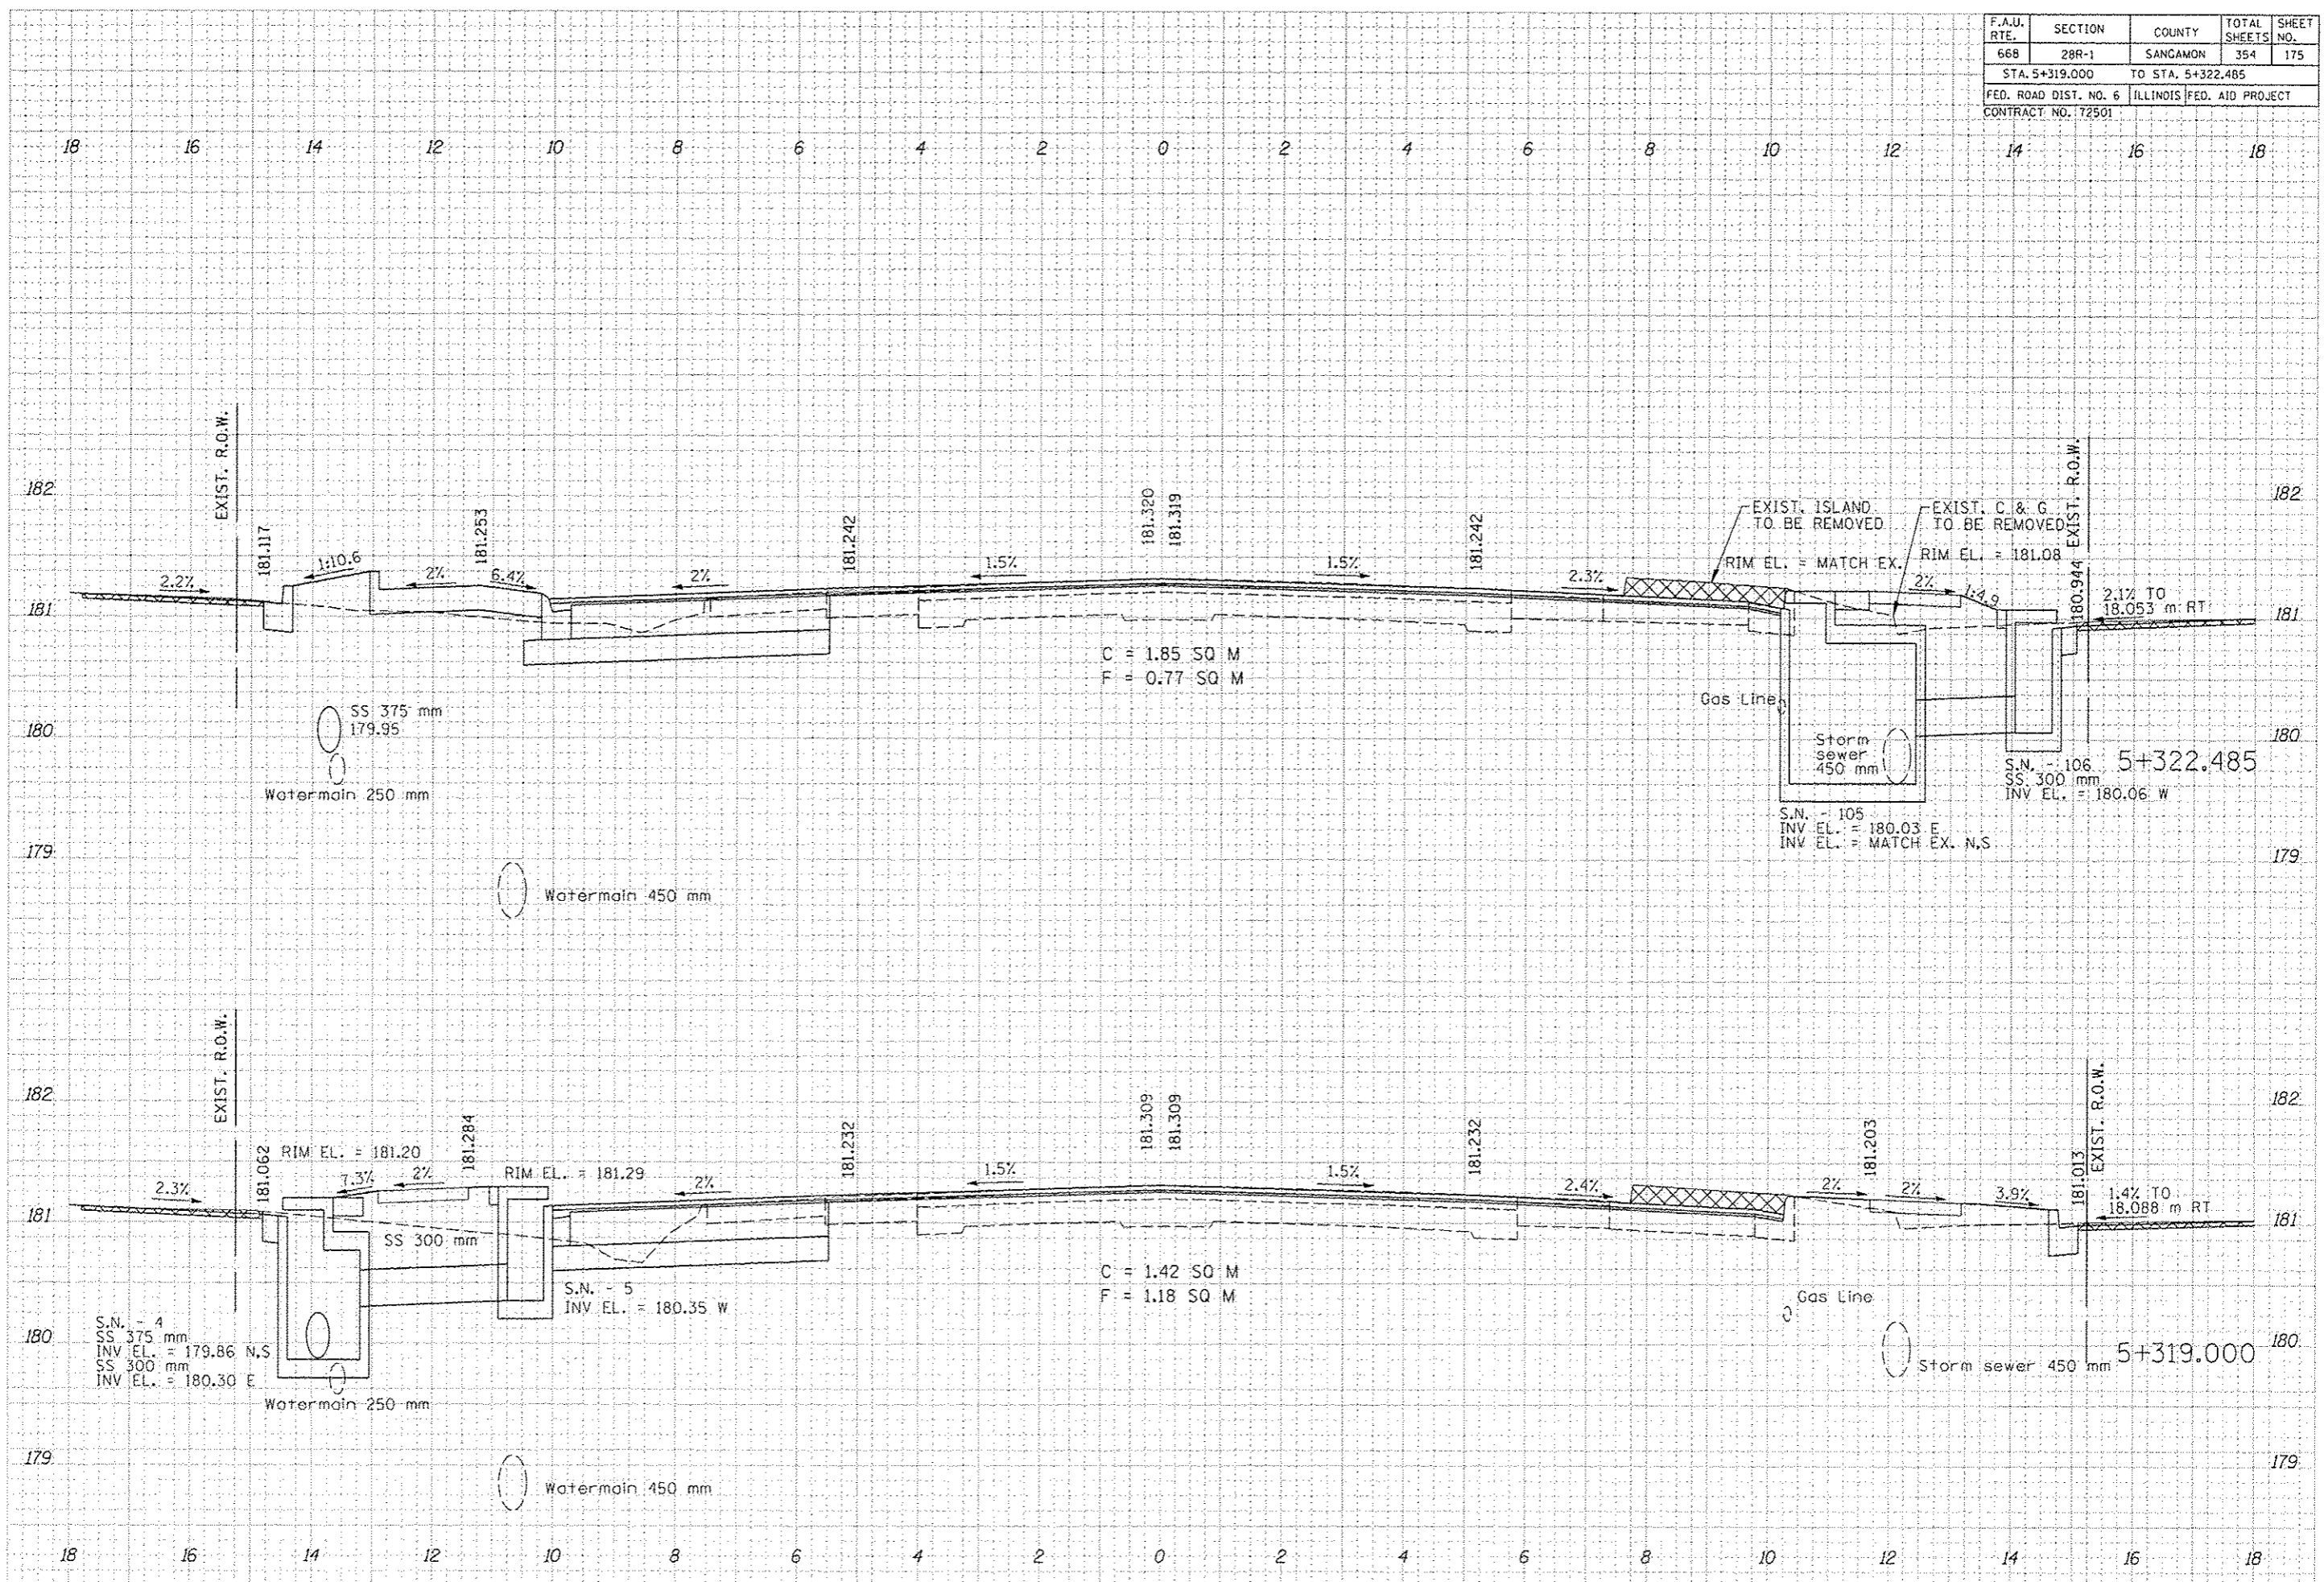 F.A.U. RTE. SECTION COUNTY TOTAL SHEETS SHEET NO.
668 28R-1 SANGAMON 354 175
STA. 5+319.000 TO STA. 5+322.485
FED. ROAD DIST. NO. 6 ILLINOIS FED. AID PROJECT
CONTRACT NO. 72501
18 16 14 12 10 8 6 4 2 0 2 4 6 8 10 12 14 16 18
EXIST. R.O.W.
182
181
180
179
181.117
181.253
181.242
181.320
181.319
181.242
180.944
EXIST. R.O.W.
182
181
180
179
EXIST. ISLAND
TO BE REMOVED
EXIST. C & G
TO BE REMOVED
RIM EL. = MATCH EX.
RIM EL. = 181.08
2.2%
1:10.6
2%
6.4%
2%
1.5%
1.5%
2.3%
2%
1:4.9
2.1% TO
18.053 m RT
C = 1.85 SQ M
F = 0.77 SQ M
SS 375 mm
179.95
Watermain 250 mm
Watermain 450 mm
Gas Line
Storm
sewer
450 mm
S.N. - 106
SS 300 mm
INV EL. = 180.06 W
5+322.485
S.N. - 105
INV EL. = 180.03 E
INV EL. = MATCH EX. N,S
EXIST. R.O.W.
182
181
180
179
181.062
181.284
181.232
181.309
181.309
181.232
181.203
181.013
EXIST. R.O.W.
182
181
180
179
RIM EL. = 181.20
RIM EL. = 181.29
2.3%
7.3%
2%
2%
1.5%
1.5%
2.4%
2%
2%
3.9%
1.4% TO
18.088 m RT
SS 300 mm
C = 1.42 SQ M
F = 1.18 SQ M
S.N. - 5
INV EL. = 180.35 W
S.N. - 4
SS 375 mm
INV EL. = 179.86 N,S
SS 300 mm
INV EL. = 180.30 E
Watermain 250 mm
Watermain 450 mm
Gas Line
Storm sewer 450 mm
5+319.000
18 16 14 12 10 8 6 4 2 0 2 4 6 8 10 12 14 16 18